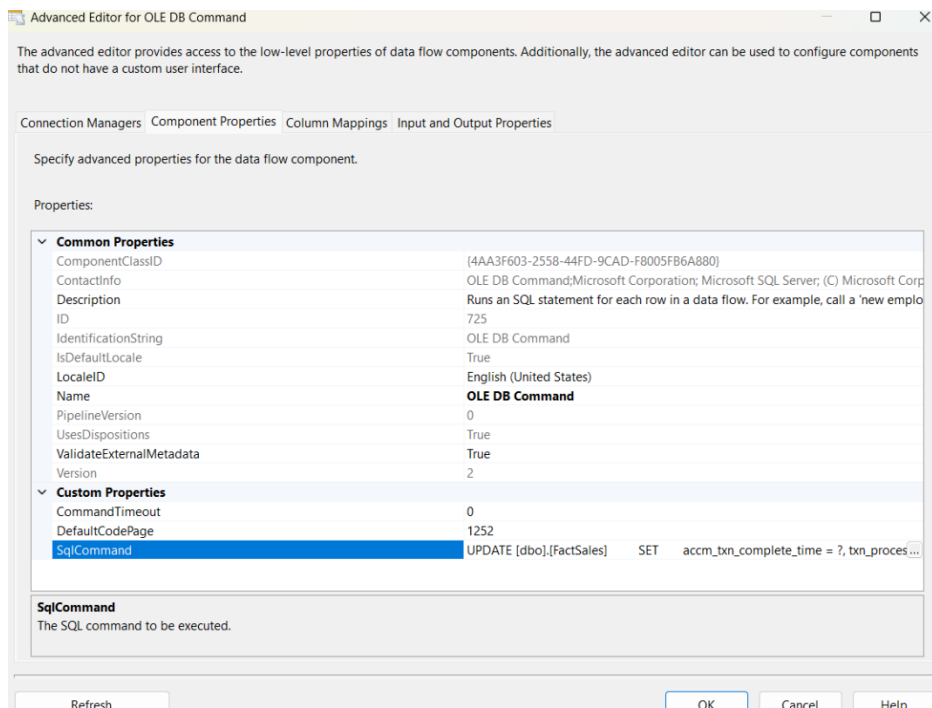 Advanced Editor for OLE DB Command
The advanced editor provides access to the low-level properties of data flow components. Additionally, the advanced editor can be used to configure components
that do not have a custom user interface.
Connection Managers Component Properties Column Mappings Input and Output Properties
Specify advanced properties for the data flow component.
Properties:
Common Properties
ComponentClassID {4AA3F603-2558-44FD-9CAD-F8005FB6A880}
ContactInfo OLE DB Command;Microsoft Corporation; Microsoft SQL Server; (C) Microsoft Corp
Description Runs an SQL statement for each row in a data flow. For example, call a 'new emplo
ID 725
IdentificationString OLE DB Command
IsDefaultLocale True
LocaleID English (United States)
Name OLE DB Command
PipelineVersion 0
UsesDispositions True
ValidateExternalMetadata True
Version 2
Custom Properties
CommandTimeout 0
DefaultCodePage 1252
SqlCommand UPDATE [dbo].[FactSales] SET accm_txn_complete_time = ?, txn_proces ...
SqlCommand
The SQL command to be executed.
Refresh OK Cancel Help